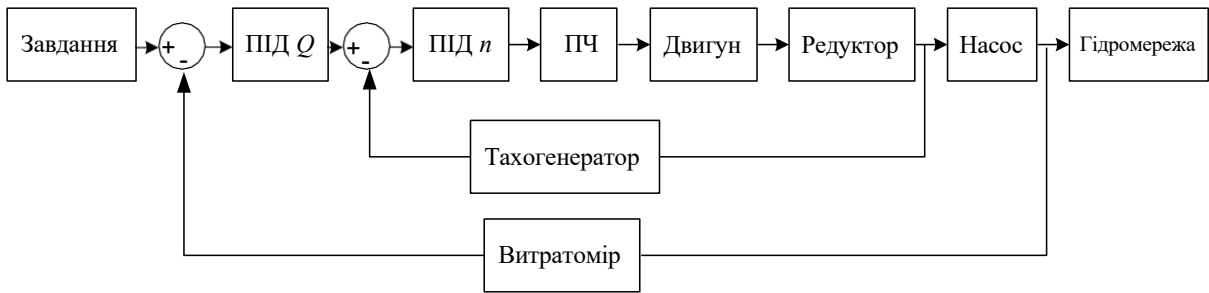 Завдання
+
-
ПІД Q
+
-
ПІД n
ПЧ
Двигун
Редуктор
Насос
Гідромережа
Тахогенератор
Витратомір